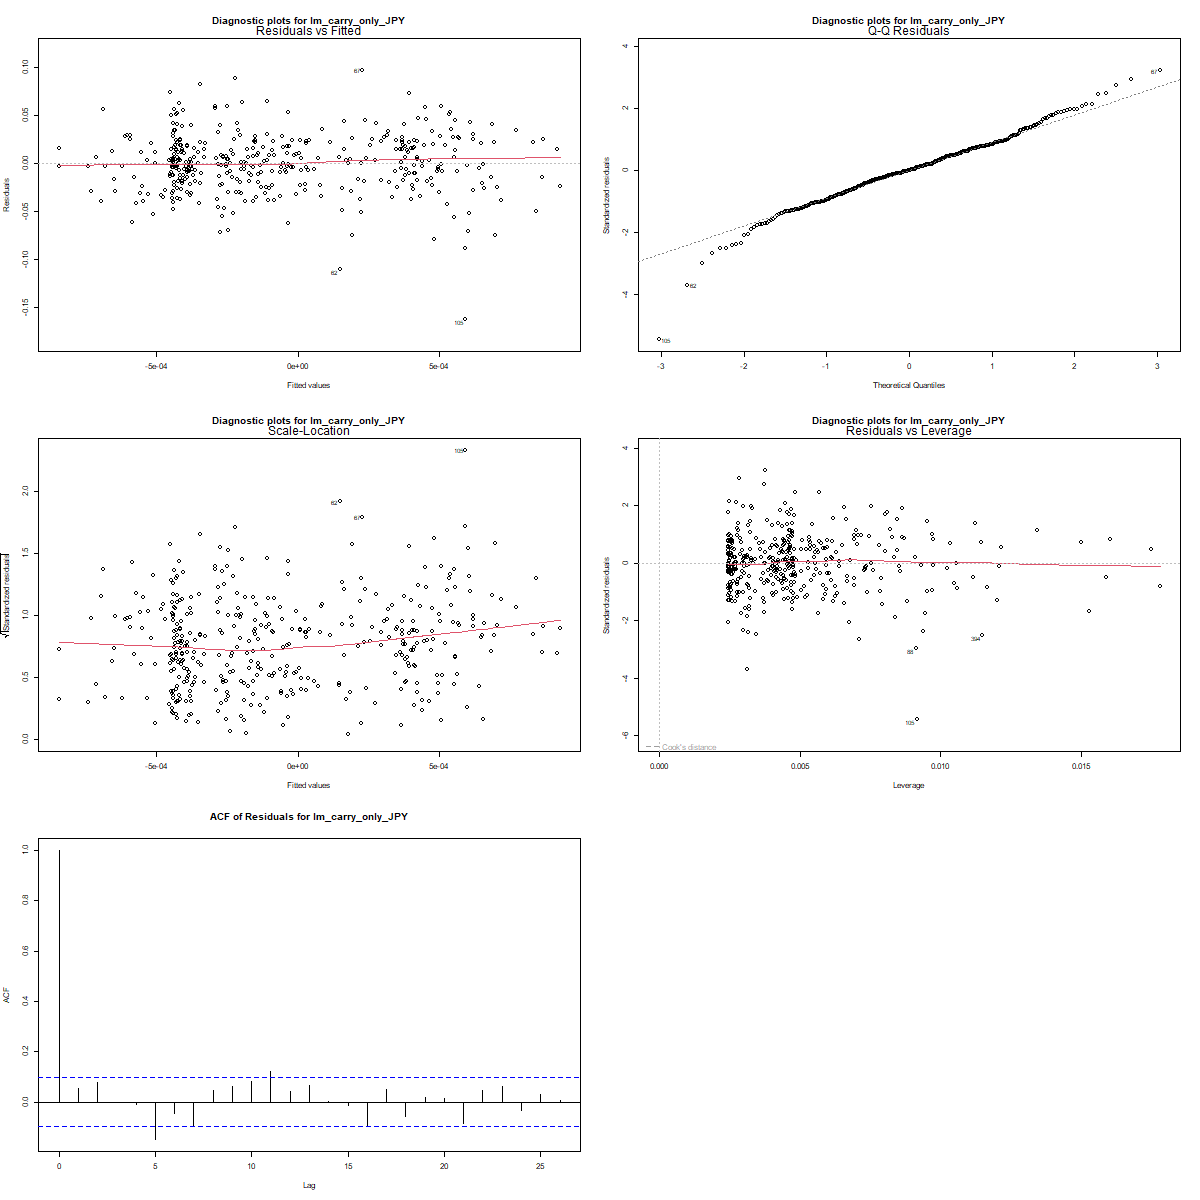 Diagnostic plots for lm_carry_only_JPY
Residuals vs Fitted
Residuals
0.10
0.05
0.00
-0.05
-0.10
-0.15
67
62
105
-5e-04 0e+00 5e-04
Fitted values
Diagnostic plots for lm_carry_only_JPY
Q-Q Residuals
Standardized residuals
4
2
0
-2
-4
67
62
105
-3 -2 -1 0 1 2 3
Theoretical Quantiles
Diagnostic plots for lm_carry_only_JPY
Scale-Location
√|Standardized residuals|
2.0
1.5
1.0
0.5
0.0
105
62
67
-5e-04 0e+00 5e-04
Fitted values
Diagnostic plots for lm_carry_only_JPY
Residuals vs Leverage
Standardized residuals
4
2
0
-2
-4
-6
394
88
105
Cook's distance
0.000 0.005 0.010 0.015
Leverage
ACF of Residuals for lm_carry_only_JPY
ACF
1.0
0.8
0.6
0.4
0.2
0.0
0 5 10 15 20 25
Lag